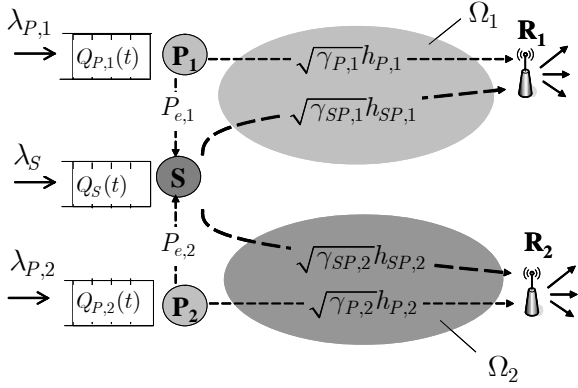 λ_{P,1}
Q_{P,1}(t)
P_1
√γ_{P,1} h_{P,1}
Ω_1
R_1
P_{e,1}
√γ_{SP,1} h_{SP,1}
λ_S
Q_S(t)
S
P_{e,2}
√γ_{SP,2} h_{SP,2}
R_2
λ_{P,2}
Q_{P,2}(t)
P_2
√γ_{P,2} h_{P,2}
Ω_2